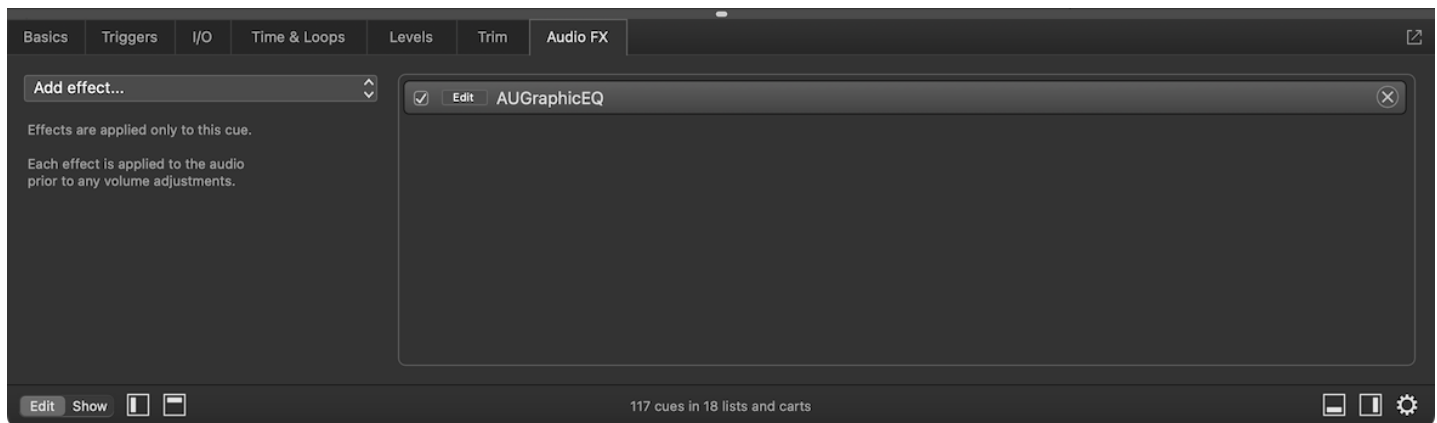 Basics Triggers I/O Time & Loops Levels Trim Audio FX
Add effect...
Effects are applied only to this cue.
Each effect is applied to the audio
prior to any volume adjustments.
Edit AUGraphicEQ
Edit Show
117 cues in 18 lists and carts